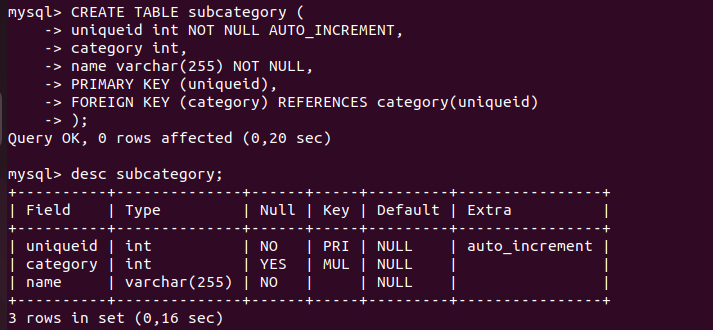 mysql> CREATE TABLE subcategory (
    -> uniqueid int NOT NULL AUTO_INCREMENT,
    -> category int,
    -> name varchar(255) NOT NULL,
    -> PRIMARY KEY (uniqueid),
    -> FOREIGN KEY (category) REFERENCES category(uniqueid)
    -> );
Query OK, 0 rows affected (0,20 sec)

mysql> desc subcategory;
+----------+--------------+------+-----+---------+----------------+
| Field    | Type         | Null | Key | Default | Extra          |
+----------+--------------+------+-----+---------+----------------+
| uniqueid | int          | NO   | PRI | NULL    | auto_increment |
| category | int          | YES  | MUL | NULL    |                |
| name     | varchar(255) | NO   |     | NULL    |                |
+----------+--------------+------+-----+---------+----------------+
3 rows in set (0,16 sec)